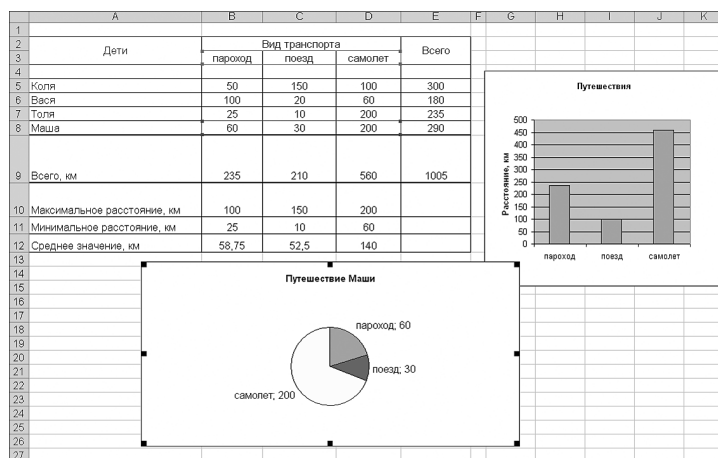 A B C D E F G H I J K
1
2 Дети Вид транспорта Всего
3 пароход поезд самолет
4
5 Коля 50 150 100 300
6 Вася 100 20 60 180
7 Толя 25 10 200 235
8 Маша 60 30 200 290
9 Всего, км 235 210 560 1005
10 Максимальное расстояние, км 100 150 200
11 Минимальное расстояние, км 25 10 60
12 Среднее значение, км 58,75 52,5 140
13
14
15
16
17
18
19
20
21
22
23
24
25
26
27
Путешествия
Расстояние, км
500
450
400
350
300
250
200
150
100
50
0
пароход поезд самолет
Путешествие Маши
пароход; 60
поезд; 30
самолет; 200